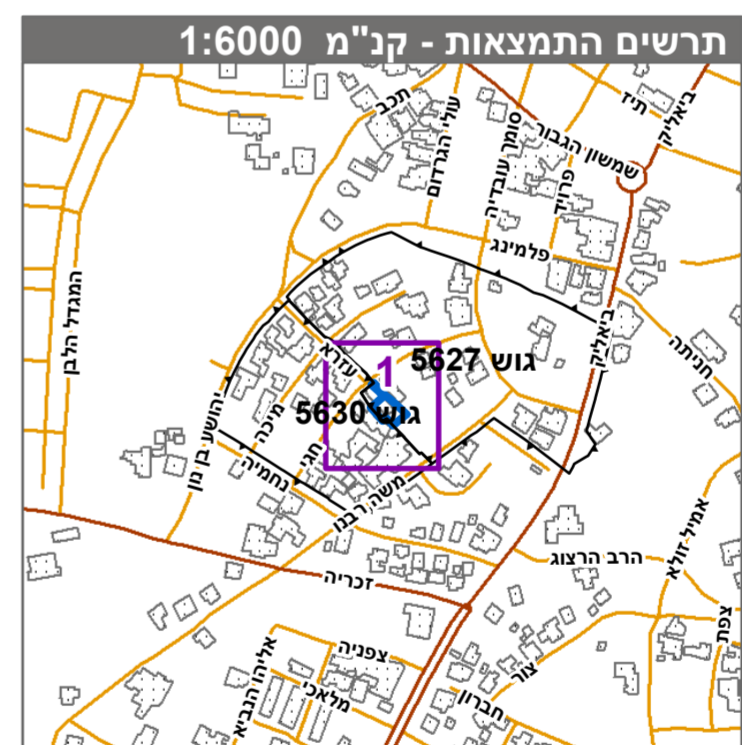 תרשים התמצאות - קנ"מ 1:6000
תכב
עולי הגרדום
סומך עובדיה
שמשון הגבור
תיז
ביאליק
פרויד
פלמינג
המגדל הלבן
ביאליק
חניתה
עזרא
1
גוש 5627
גוש 5630
יהושע בן נון
מיכה
חגי
נחמיה
משה רבנו
אמיל זולא
הרב הרצוג
זכריה
צפת
אליהו הנביא
צפניה
מלאכי
צור
חברון